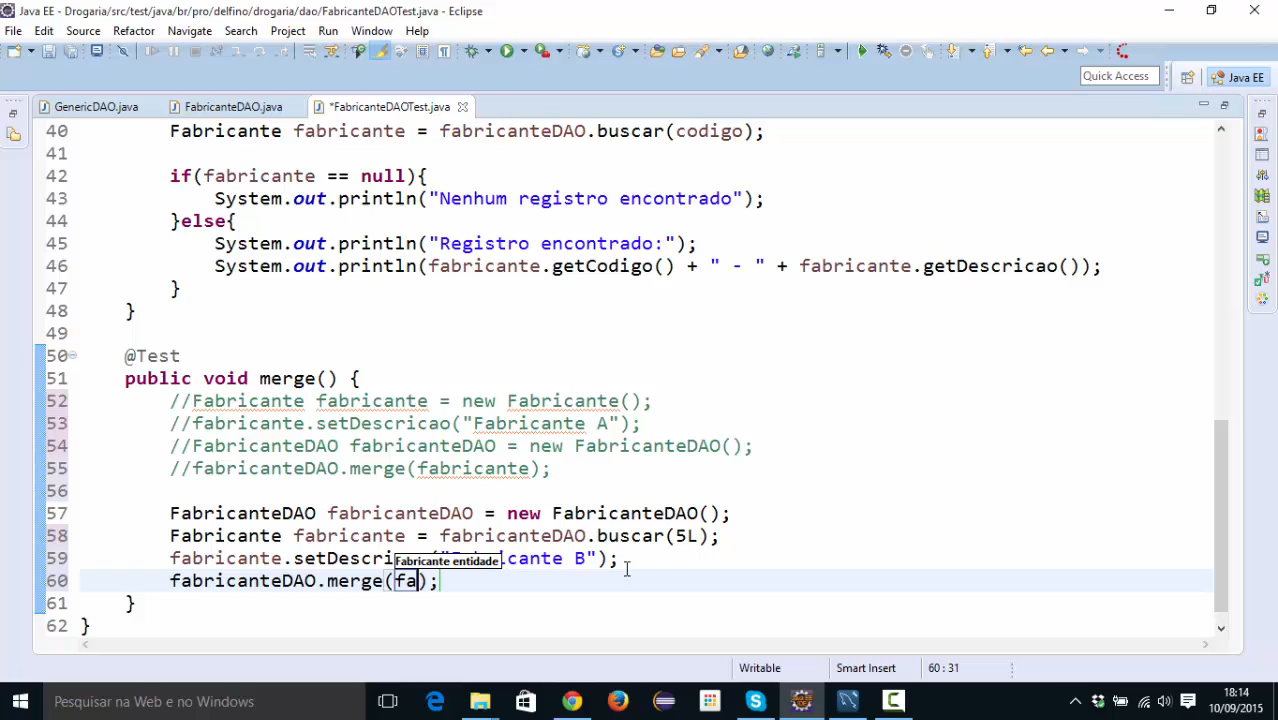 Java EE - Drogaria/src/test/java/br/pro/delfino/drogaria/dao/FabricanteDAOTest.java - Eclipse
File Edit Source Refactor Navigate Search Project Run Window Help
Quick Access
Java EE
GenericDAO.java FabricanteDAO.java *FabricanteDAOTest.java
40 Fabricante fabricante = fabricanteDAO.buscar(codigo);
41
42 if(fabricante == null){
43 System.out.println("Nenhum registro encontrado");
44 }else{
45 System.out.println("Registro encontrado:");
46 System.out.println(fabricante.getCodigo() + " - " + fabricante.getDescricao());
47 }
48 }
49
50 @Test
51 public void merge() {
52 //Fabricante fabricante = new Fabricante();
53 //fabricante.setDescricao("Fabricante A");
54 //FabricanteDAO fabricanteDAO = new FabricanteDAO();
55 //fabricanteDAO.merge(fabricante);
56
57 FabricanteDAO fabricanteDAO = new FabricanteDAO();
58 Fabricante fabricante = fabricanteDAO.buscar(5L);
59 fabricante.setDescri cante B");
Fabricante entidade
60 fabricanteDAO.merge(fa);
61 }
62 }
Writable Smart Insert 60 : 31
Pesquisar na Web e no Windows
18:14
10/09/2015